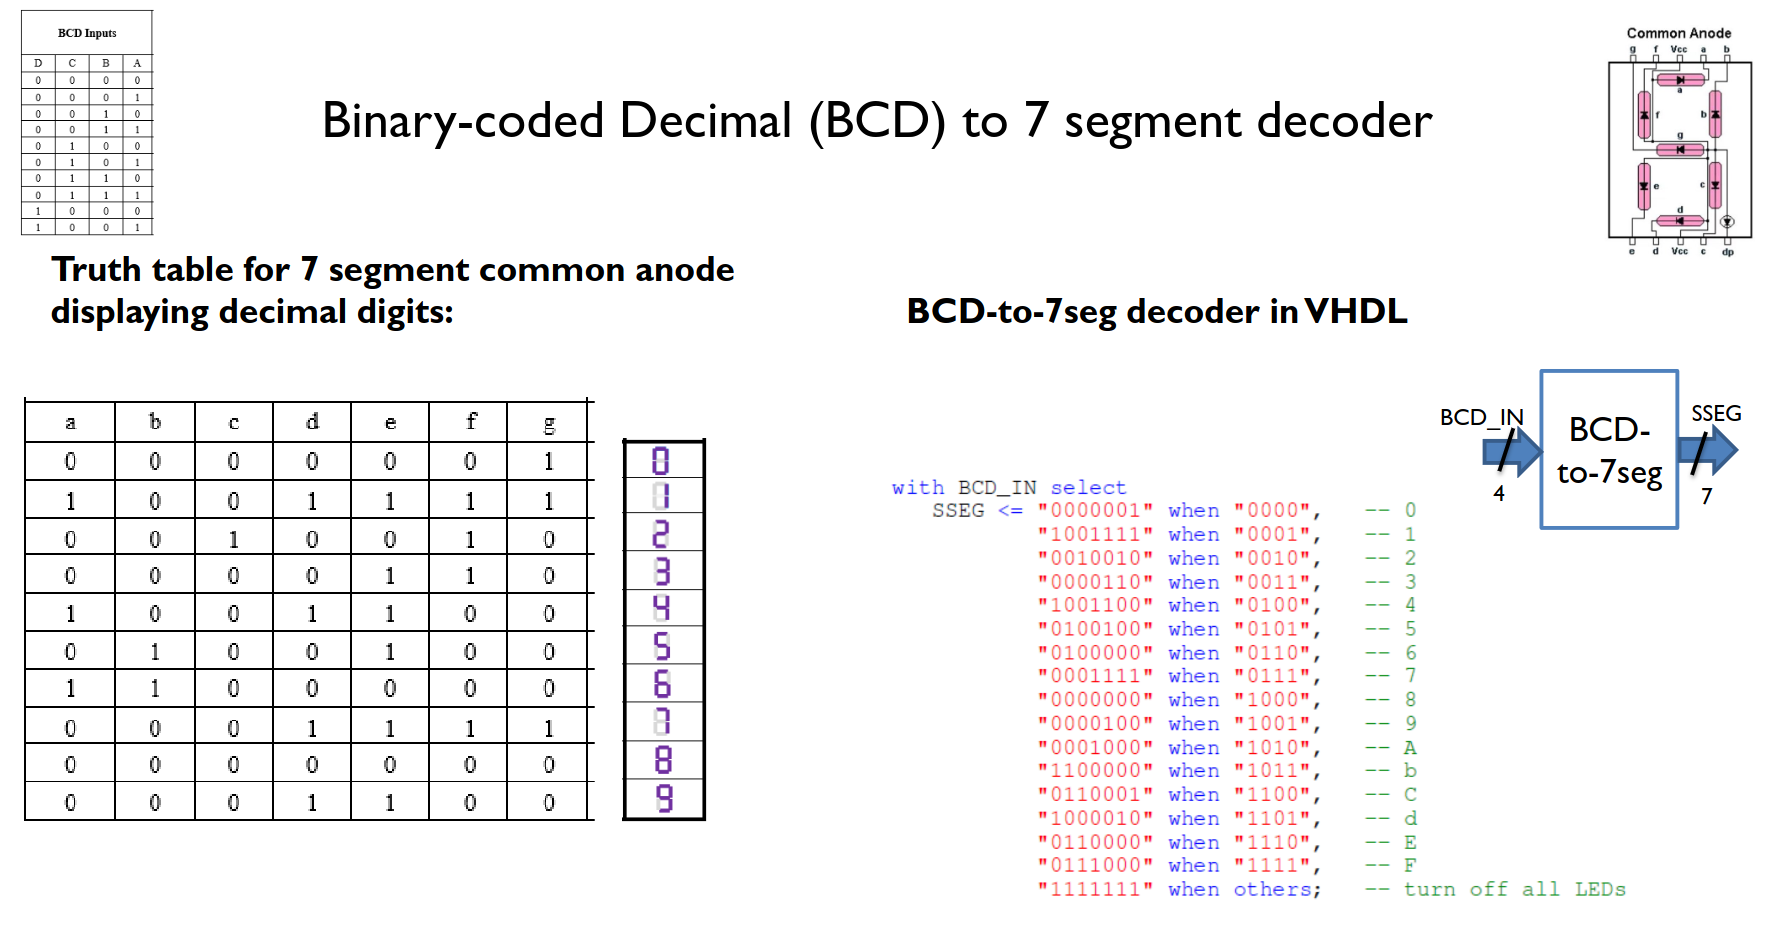 BCD Inputs
D C B A
0 0 0 0
0 0 0 1
0 0 1 0
0 0 1 1
0 1 0 0
0 1 0 1
0 1 1 0
0 1 1 1
1 0 0 0
1 0 0 1
Binary-coded Decimal (BCD) to 7 segment decoder
Common Anode
g f Vcc a b
a
f b
g
e c
d
e d Vcc c dp
Truth table for 7 segment common anode
displaying decimal digits:
a b c d e f g
0 0 0 0 0 0 1 0
1 0 0 1 1 1 1 1
0 0 1 0 0 1 0 2
0 0 0 0 1 1 0 3
1 0 0 1 1 0 0 4
0 1 0 0 1 0 0 5
1 1 0 0 0 0 0 6
0 0 0 1 1 1 1 7
0 0 0 0 0 0 0 8
0 0 0 1 1 0 0 9
BCD-to-7seg decoder in VHDL
BCD_IN
4
BCD-
to-7seg
SSEG
7
with BCD_IN select
SSEG <= "0000001" when "0000", -- 0
"1001111" when "0001", -- 1
"0010010" when "0010", -- 2
"0000110" when "0011", -- 3
"1001100" when "0100", -- 4
"0100100" when "0101", -- 5
"0100000" when "0110", -- 6
"0001111" when "0111", -- 7
"0000000" when "1000", -- 8
"0000100" when "1001", -- 9
"0001000" when "1010", -- A
"1100000" when "1011", -- b
"0110001" when "1100", -- C
"1000010" when "1101", -- d
"0110000" when "1110", -- E
"0111000" when "1111", -- F
"1111111" when others; -- turn off all LEDs